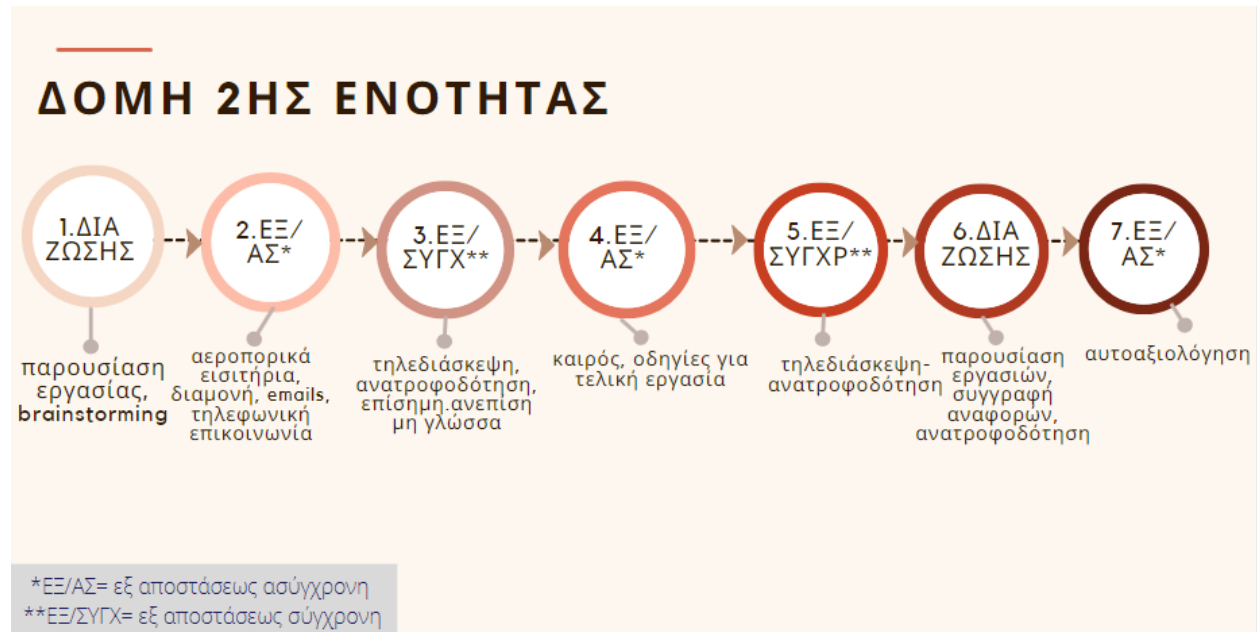 ΔΟΜΗ 2ΗΣ ΕΝΟΤΗΤΑΣ
1.ΔΙΑ
ΖΩΣΗΣ
παρουσίαση
εργασίας,
brainstorming
2.ΕΞ/
ΑΣ*
αεροπορικά
εισιτήρια,
διαμονή, emails,
τηλεφωνική
επικοινωνία
3.ΕΞ/
ΣΥΓΧ**
τηλεδιάσκεψη,
ανατροφοδότηση,
επίσημη.ανεπίση
μη γλώσσα
4.ΕΞ/
ΑΣ*
καιρός, οδηγίες για
τελική εργασία
5.ΕΞ/
ΣΥΓΧΡ**
τηλεδιάσκεψη-
ανατροφοδότηση
6.ΔΙΑ
ΖΩΣΗΣ
παρουσίαση
εργασιών,
συγγραφή
αναφορών,
ανατροφοδότηση
7.ΕΞ/
ΑΣ*
αυτοαξιολόγηση
*ΕΞ/ΑΣ= εξ αποστάσεως ασύγχρονη
**ΕΞ/ΣΥΓΧ= εξ αποστάσεως σύγχρονη